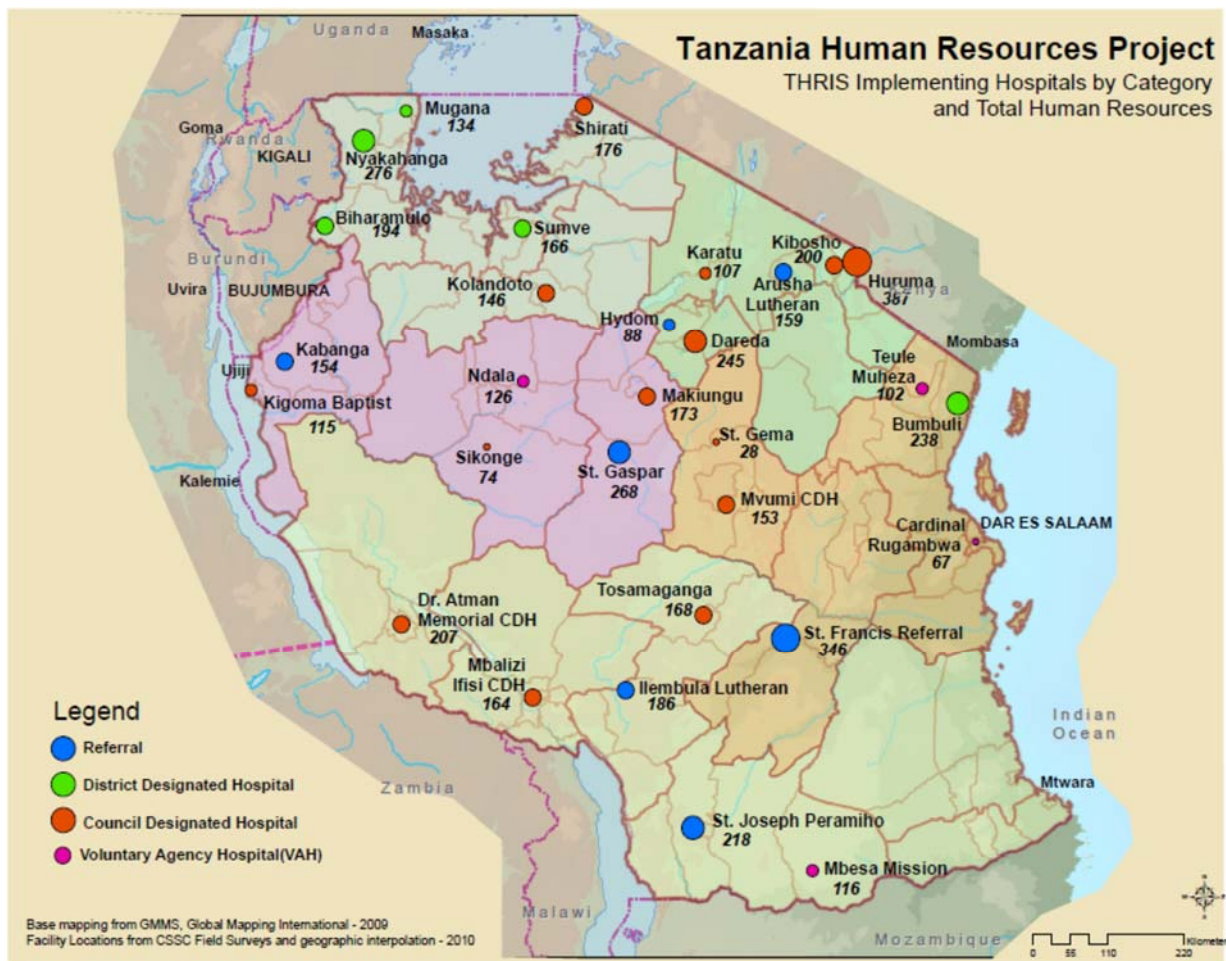 Tanzania Human Resources Project
THRIS Implementing Hospitals by Category
and Total Human Resources
Uganda
Masaka
Mugana
134
Shirati
176
Goma
Rwanda
KIGALI
Nyakahanga
276
Biharamulo
194
Sumve
166
Burundi
Uvira
BUJUMBURA
Kolandoto
146
Karatu
107
Kibosho
200
Arusha
Lutheran
159
Huruma
387
Kenya
Hydom
88
Dareda
245
Mombasa
Teule
Muheza
102
Bumbuli
238
Kabanga
154
Ujiji
Kigoma Baptist
115
Ndala
126
Makiungu
173
St. Gema
28
Sikonge
74
St. Gaspar
268
Kalemie
Mvumi CDH
153
Cardinal
Rugambwa
67
DAR ES SALAAM
Dr. Atman
Memorial CDH
207
Tosamaganga
168
St. Francis Referral
346
Mbalizi
Ifisi CDH
164
Ilembula Lutheran
186
Indian
Ocean
Mtwara
Zambia
St. Joseph Peramiho
218
Mbesa Mission
116
Malawi
Mozambique
Legend
Referral
District Designated Hospital
Council Designated Hospital
Voluntary Agency Hospital(VAH)
Base mapping from GMMS, Global Mapping International - 2009
Facility Locations from CSSC Field Surveys and geographic interpolation - 2010
Kilometer
0 55 110 220